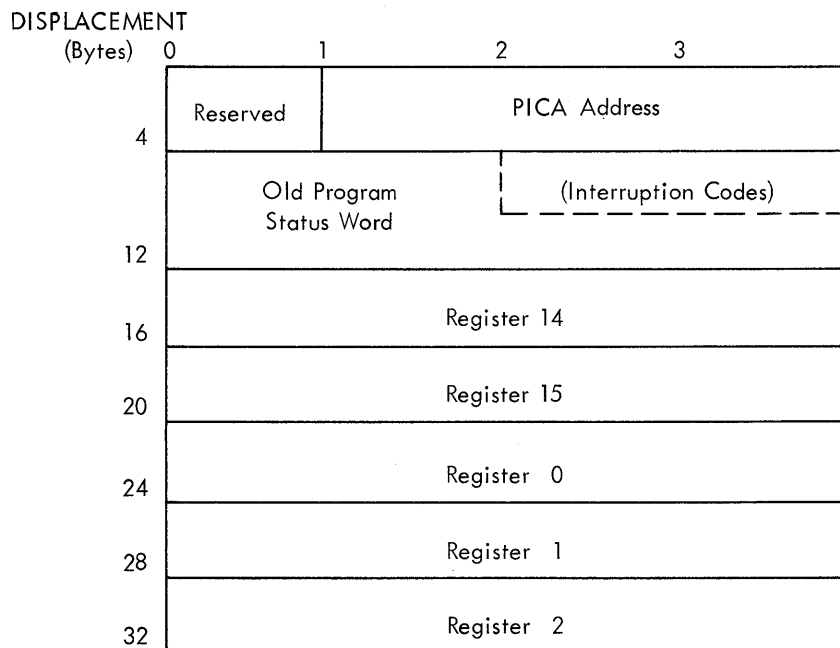 DISPLACEMENT
(Bytes) 0 1 2 3
Reserved PICA Address
4
Old Program (Interruption Codes)
Status Word
12
Register 14
16
Register 15
20
Register 0
24
Register 1
28
Register 2
32